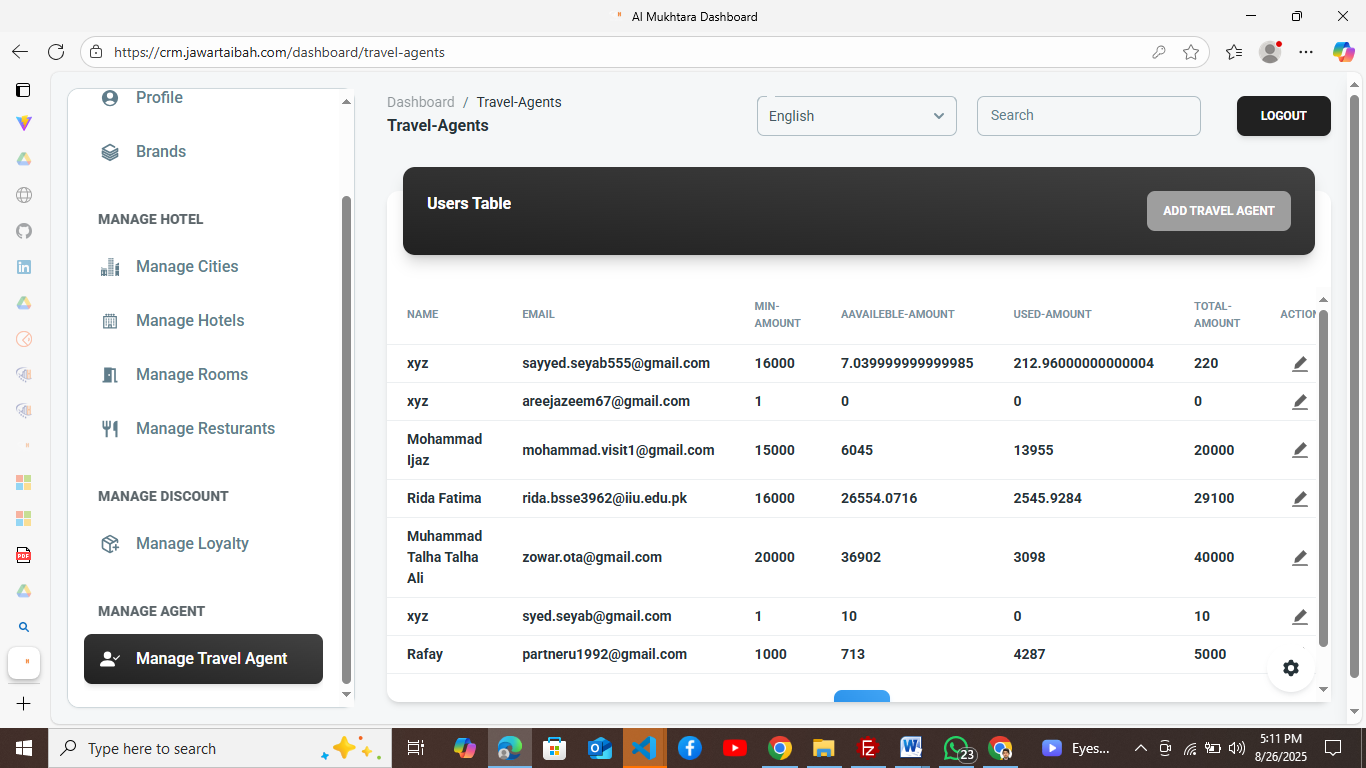 Al Mukhtara Dashboard
https://crm.jawartaibah.com/dashboard/travel-agents
Profile
Brands
MANAGE HOTEL
Manage Cities
Manage Hotels
Manage Rooms
Manage Resturants
MANAGE DISCOUNT
Manage Loyalty
MANAGE AGENT
Manage Travel Agent
Dashboard / Travel-Agents
Travel-Agents
English
Search
LOGOUT
Users Table
ADD TRAVEL AGENT
NAME EMAIL MIN-AMOUNT AAVAILEBLE-AMOUNT USED-AMOUNT TOTAL-AMOUNT ACTION
xyz sayyed.seyab555@gmail.com 16000 7.039999999999985 212.96000000000004 220
xyz areejazeem67@gmail.com 1 0 0 0
Mohammad Ijaz mohammad.visit1@gmail.com 15000 6045 13955 20000
Rida Fatima rida.bsse3962@iiu.edu.pk 16000 26554.0716 2545.9284 29100
Muhammad Talha Talha Ali zowar.ota@gmail.com 20000 36902 3098 40000
xyz syed.seyab@gmail.com 1 10 0 10
Rafay partneru1992@gmail.com 1000 713 4287 5000
Type here to search
23
Eyes...
5:11 PM
8/26/2025